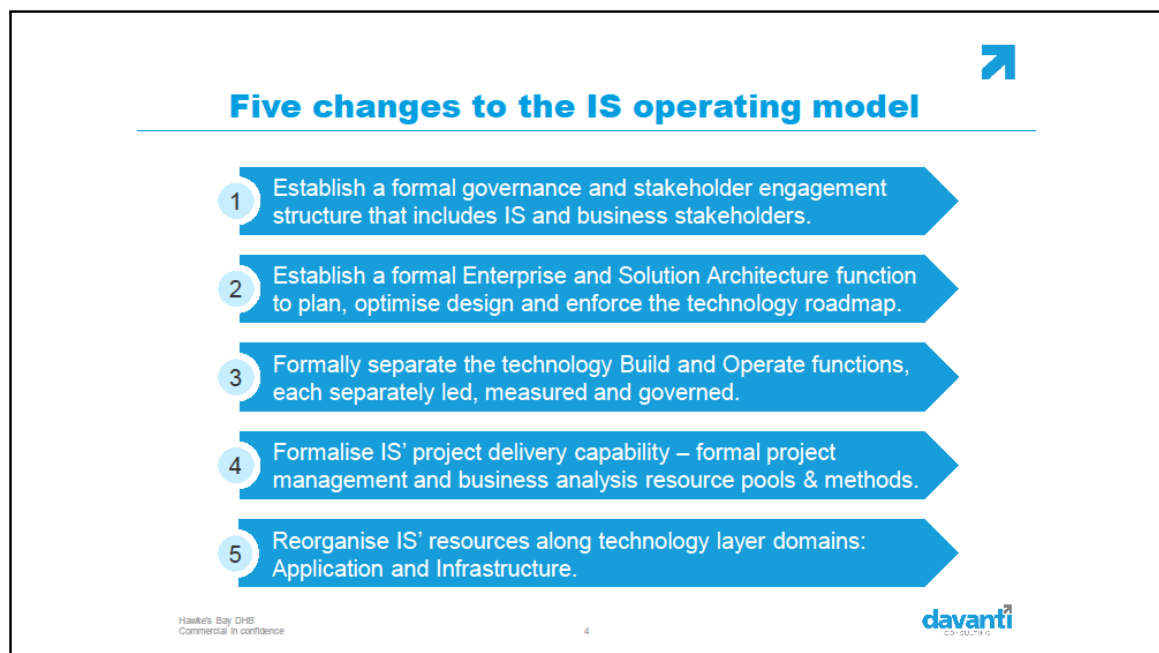 Five changes to the IS operating model
1
Establish a formal governance and stakeholder engagement
structure that includes IS and business stakeholders.
2
Establish a formal Enterprise and Solution Architecture function
to plan, optimise design and enforce the technology roadmap.
3
Formally separate the technology Build and Operate functions,
each separately led, measured and governed.
4
Formalise IS’ project delivery capability – formal project
management and business analysis resource pools & methods.
5
Reorganise IS’ resources along technology layer domains:
Application and Infrastructure.
Hawke's Bay DHB
Commercial in confidence
4
davanti
CONSULTING